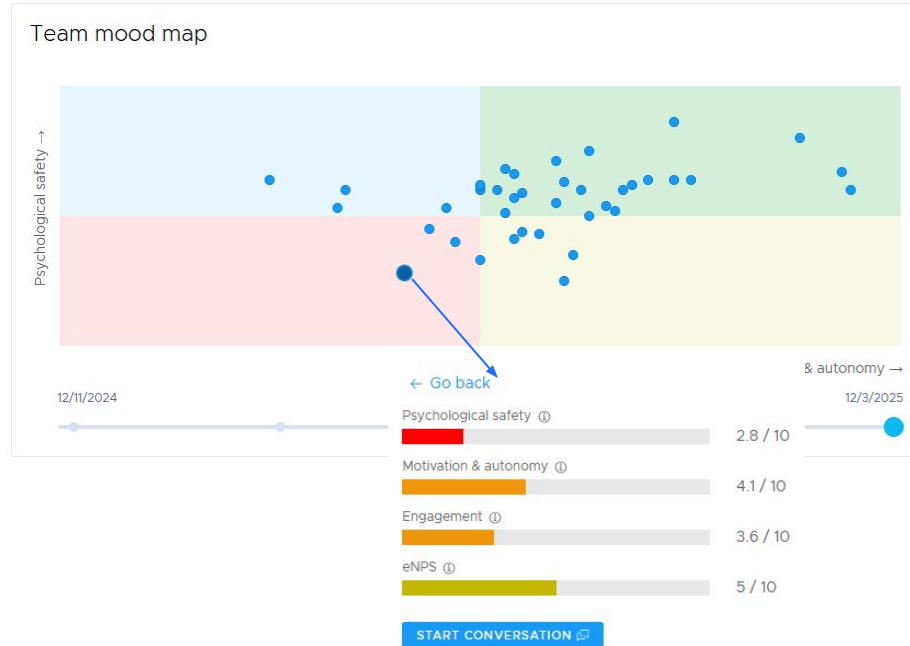 Team mood map
Psychological safety →
& autonomy →
12/11/2024
12/3/2025
← Go back
Psychological safety ⓘ
2.8 / 10
Motivation & autonomy ⓘ
4.1 / 10
Engagement ⓘ
3.6 / 10
eNPS ⓘ
5 / 10
START CONVERSATION